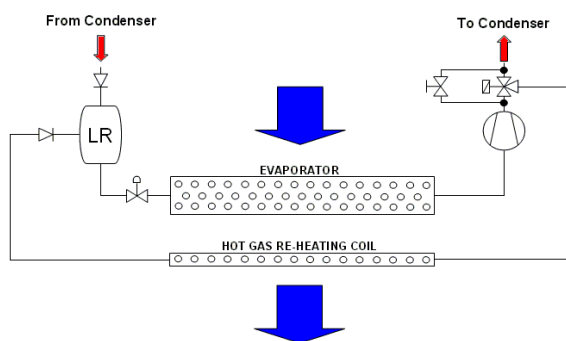 From Condenser
To Condenser
LR
EVAPORATOR
HOT GAS RE-HEATING COIL